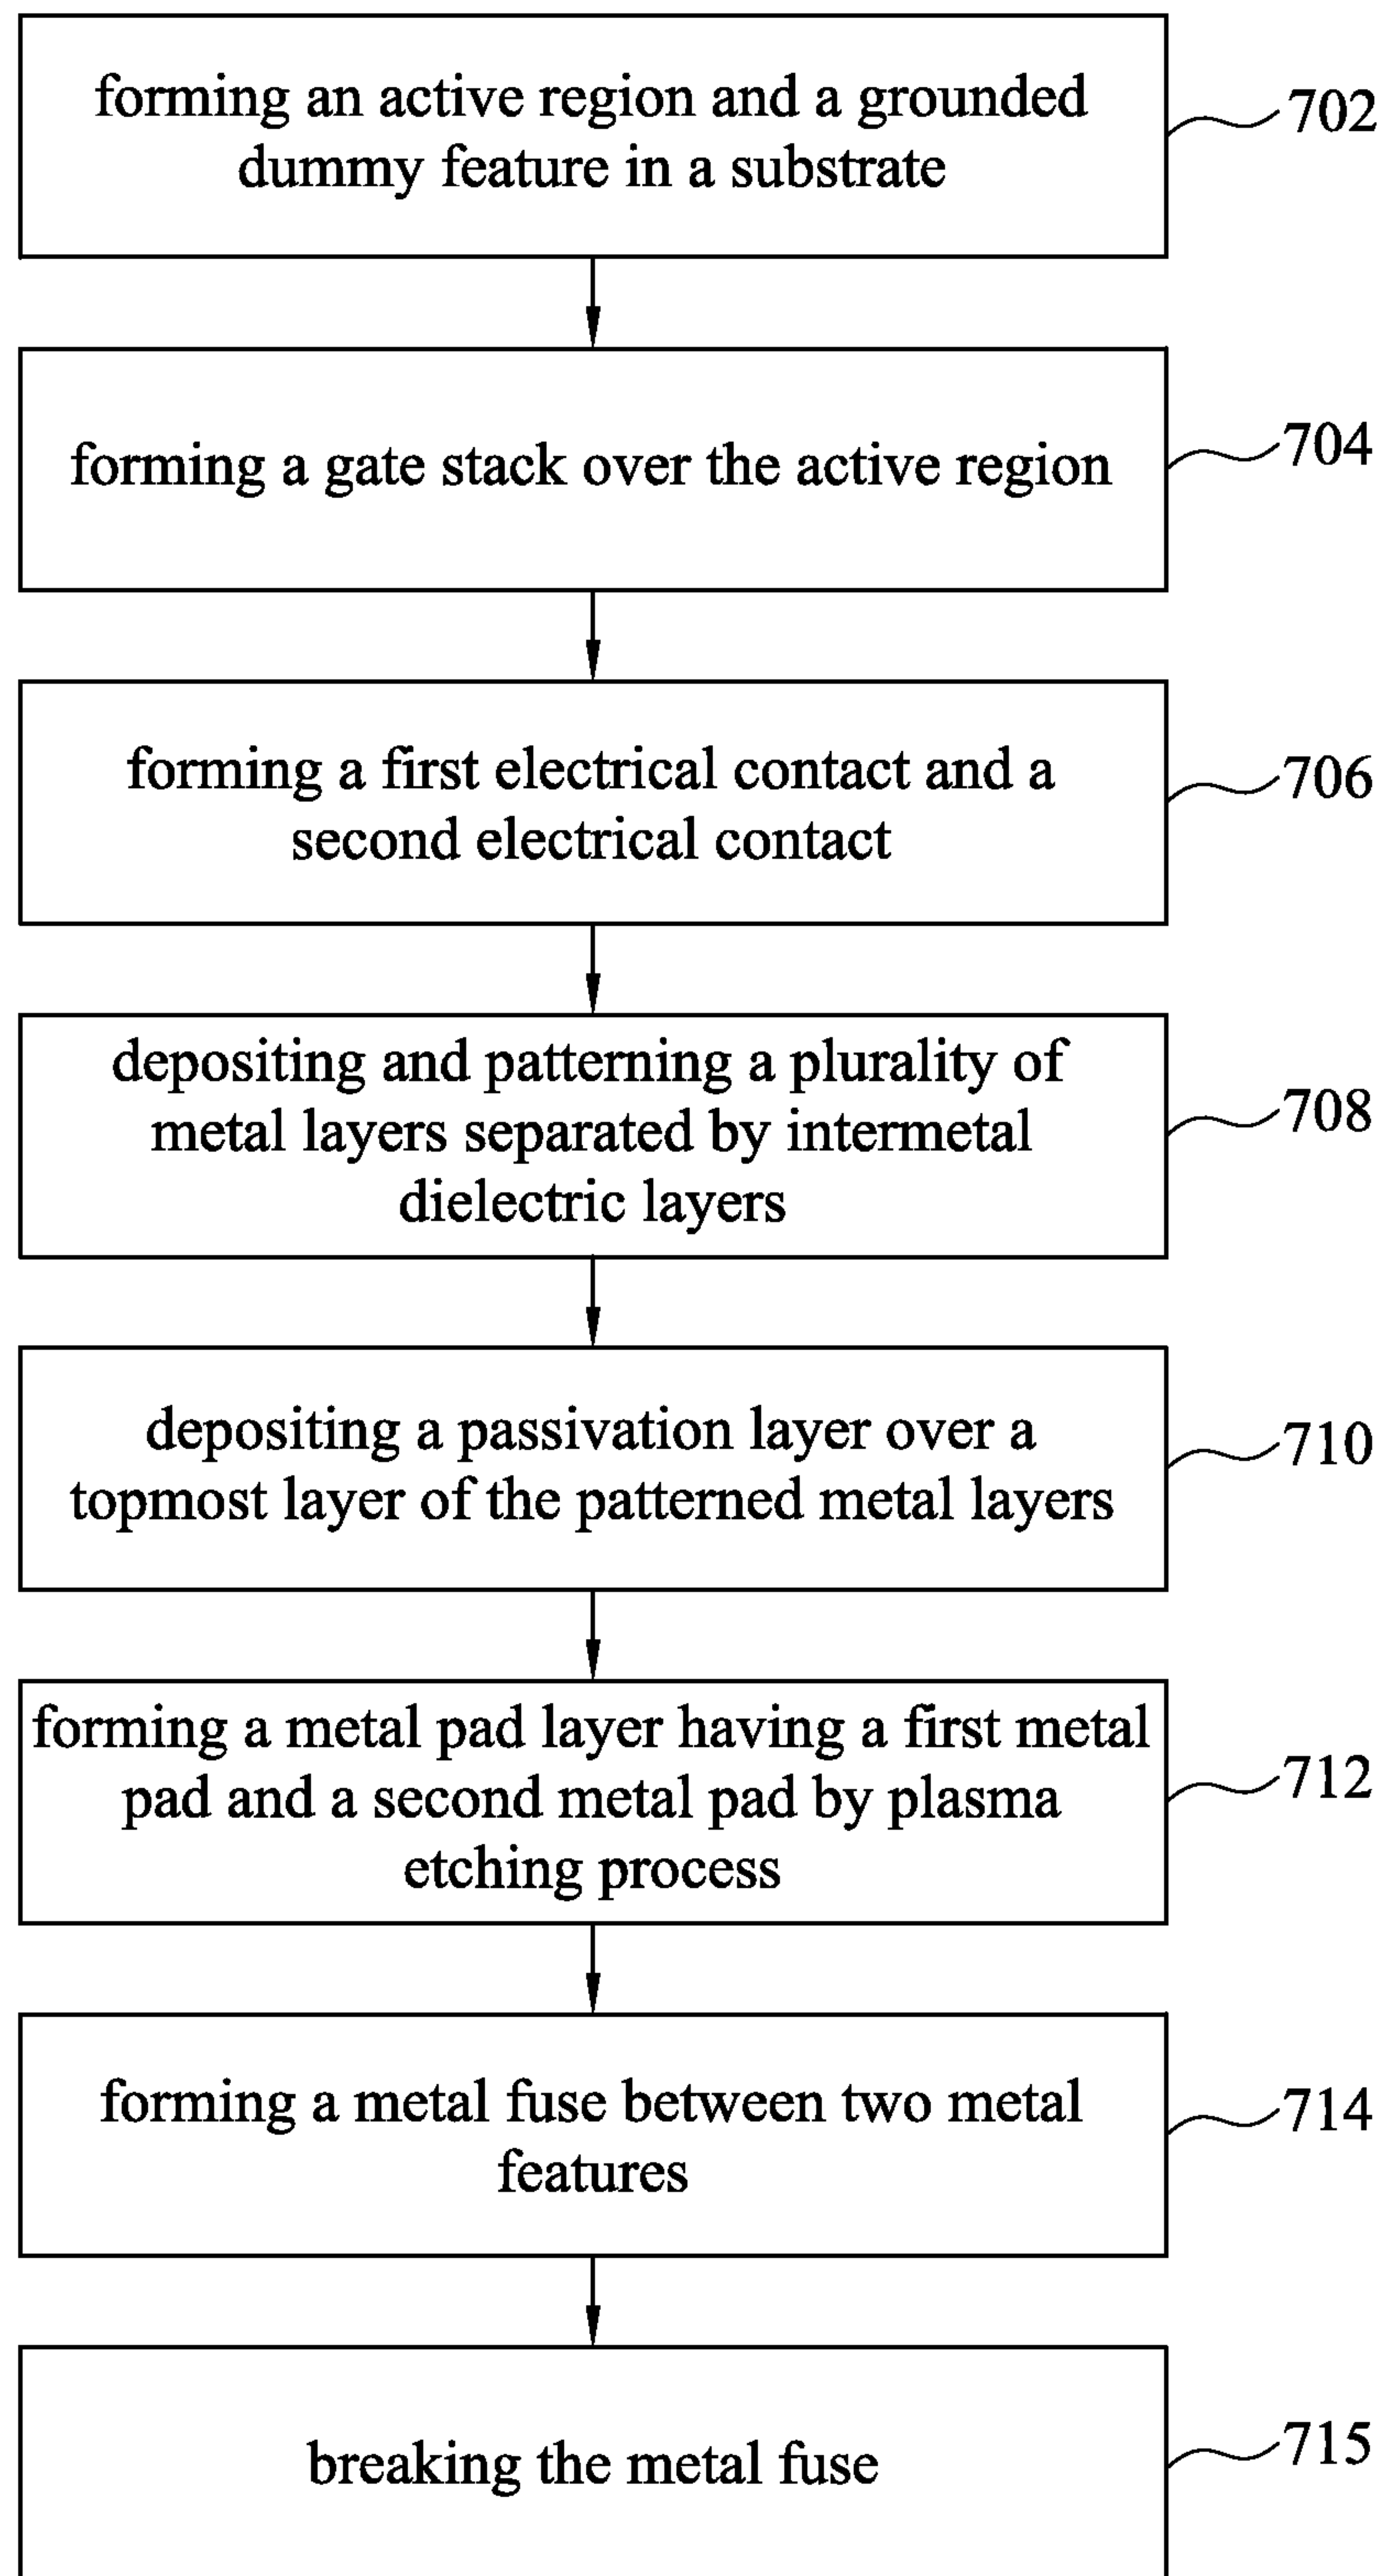 forming an active region and a grounded
dummy feature in a substrate
702
forming a gate stack over the active region
704
forming a first electrical contact and a
second electrical contact
706
depositing and patterning a plurality of
metal layers separated by intermetal
dielectric layers
708
depositing a passivation layer over a
topmost layer of the patterned metal layers
710
forming a metal pad layer having a first metal
pad and a second metal pad by plasma
etching process
712
forming a metal fuse between two metal
features
714
breaking the metal fuse
715